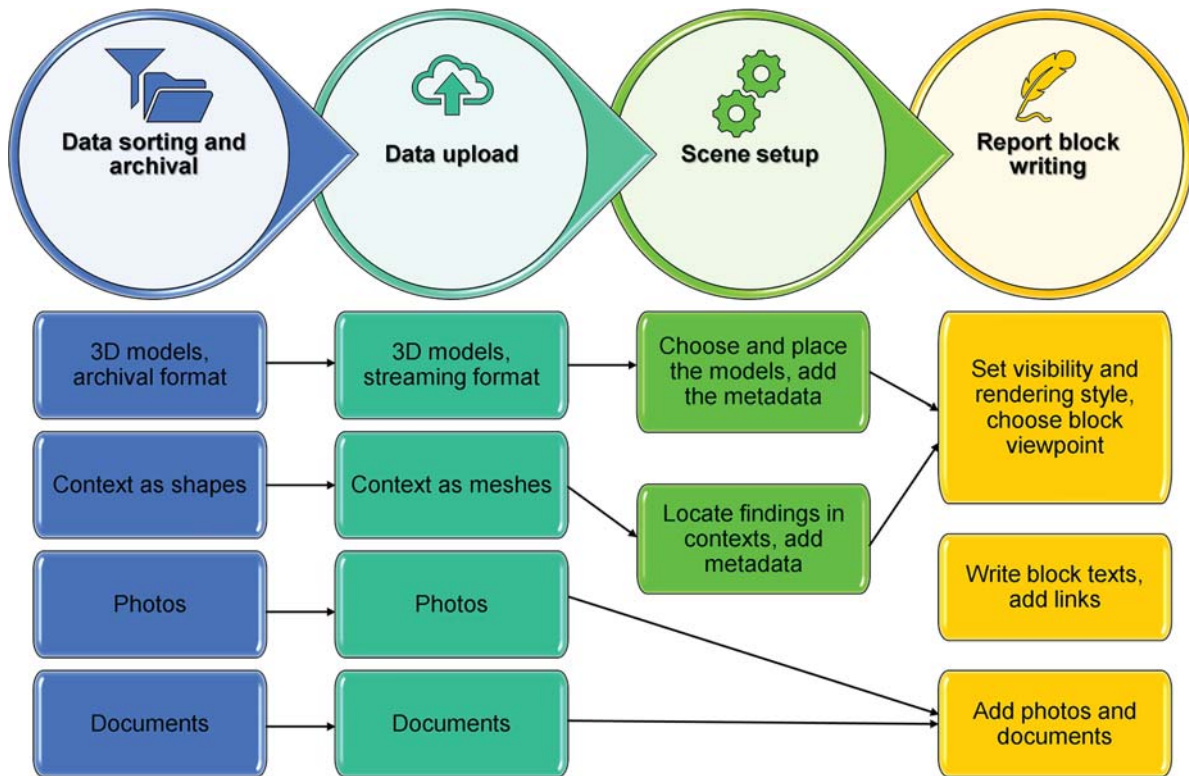 Data sorting and
archival
Data upload
Scene setup
Report block
writing
3D models,
archival format
3D models,
streaming format
Choose and place
the models, add
the metadata
Set visibility and
rendering style,
choose block
viewpoint
Context as shapes
Context as meshes
Locate findings in
contexts, add
metadata
Write block texts,
add links
Photos
Photos
Documents
Documents
Add photos and
documents